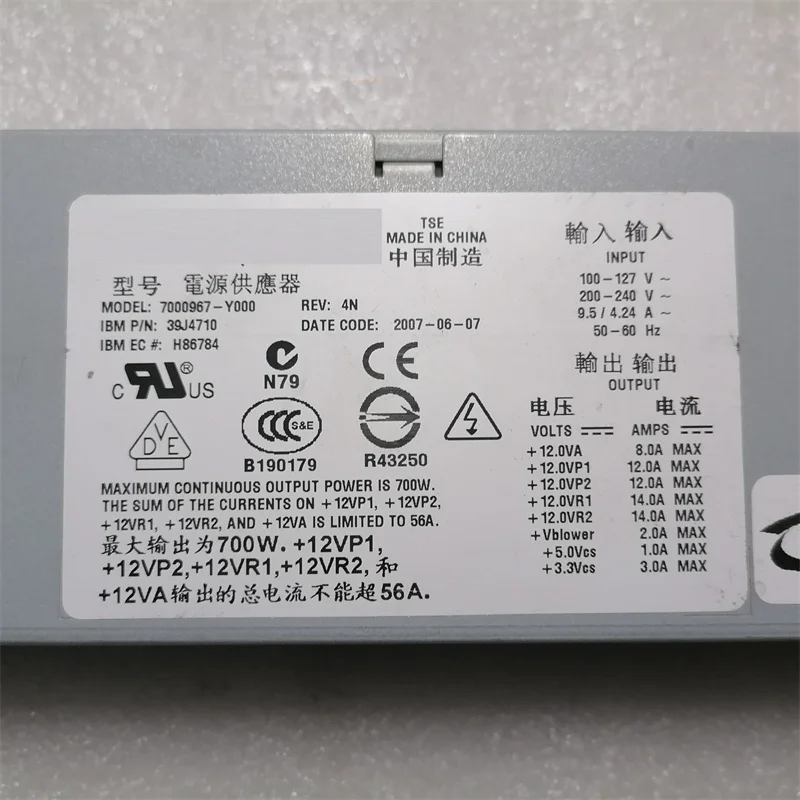 TSE
MADE IN CHINA
中国制造
型号 電源供應器
MODEL: 7000967-Y000 REV: 4N
IBM P/N: 39J4710 DATE CODE: 2007-06-07
IBM EC #: H86784
輸入 输入
INPUT
100-127 V ~
200-240 V ~
9.5 / 4.24 A ~
50-60 Hz
C RU ® US
N79
CE
VDE
CCC S&E
B190179
R43250
MAXIMUM CONTINUOUS OUTPUT POWER IS 700W.
THE SUM OF THE CURRENTS ON +12VP1, +12VP2,
+12VR1, +12VR2, AND +12VA IS LIMITED TO 56A.
最大输出为700W. +12VP1,
+12VP2,+12VR1,+12VR2, 和
+12VA输出的总电流不能超56A.
輸出 输出
OUTPUT
电压 电流
VOLTS AMPS MAX
+12.0VA 8.0A MAX
+12.0VP1 12.0A MAX
+12.0VP2 12.0A MAX
+12.0VR1 14.0A MAX
+12.0VR2 14.0A MAX
+Vblower 2.0A MAX
+5.0Vcs 1.0A MAX
+3.3Vcs 3.0A MAX